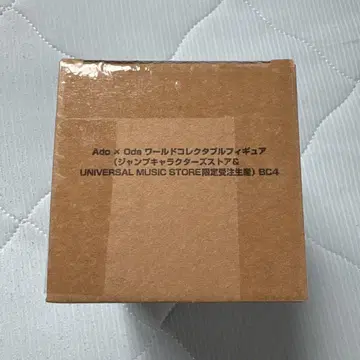 Ado × Oda ワールドコレクタブルフィギュア
(ジャンプキャラクターズストア&
UNIVERSAL MUSIC STORE限定受注生産) BC4